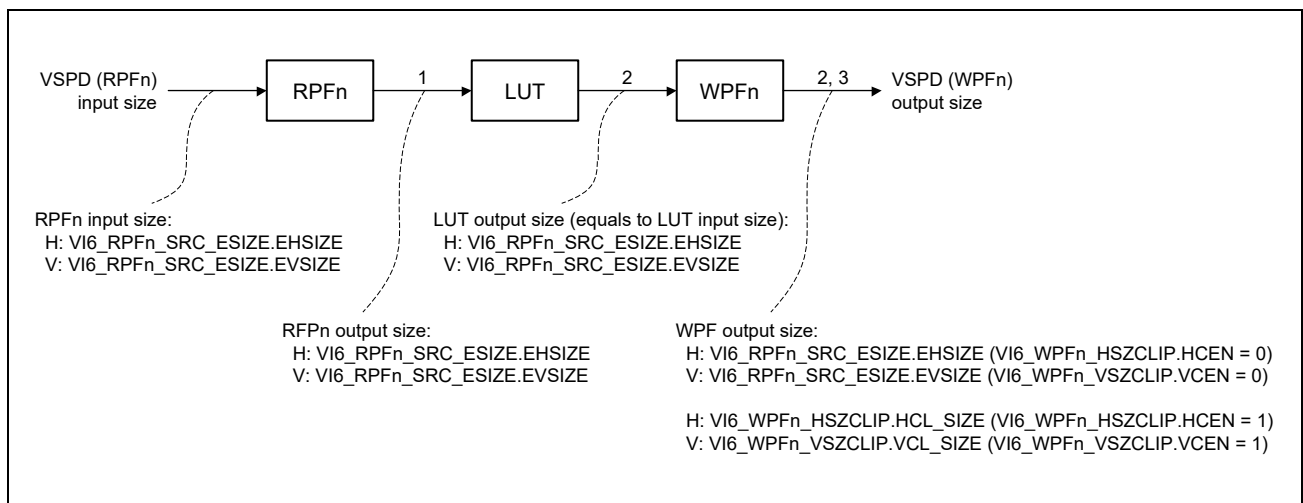 VSPD (RPFn)
input size
RPFn
1
LUT
2
WPFn
2, 3
VSPD (WPFn)
output size
RPFn input size:
H: VI6_RPFn_SRC_ESIZE.EHSIZE
V: VI6_RPFn_SRC_ESIZE.EVSIZE
LUT output size (equals to LUT input size):
H: VI6_RPFn_SRC_ESIZE.EHSIZE
V: VI6_RPFn_SRC_ESIZE.EVSIZE
RFPn output size:
H: VI6_RPFn_SRC_ESIZE.EHSIZE
V: VI6_RPFn_SRC_ESIZE.EVSIZE
WPF output size:
H: VI6_RPFn_SRC_ESIZE.EHSIZE (VI6_WPFn_HSZCLIP.HCEN = 0)
V: VI6_RPFn_SRC_ESIZE.EVSIZE (VI6_WPFn_VSZCLIP.VCEN = 0)
H: VI6_WPFn_HSZCLIP.HCL_SIZE (VI6_WPFn_HSZCLIP.HCEN = 1)
V: VI6_WPFn_VSZCLIP.VCL_SIZE (VI6_WPFn_VSZCLIP.VCEN = 1)